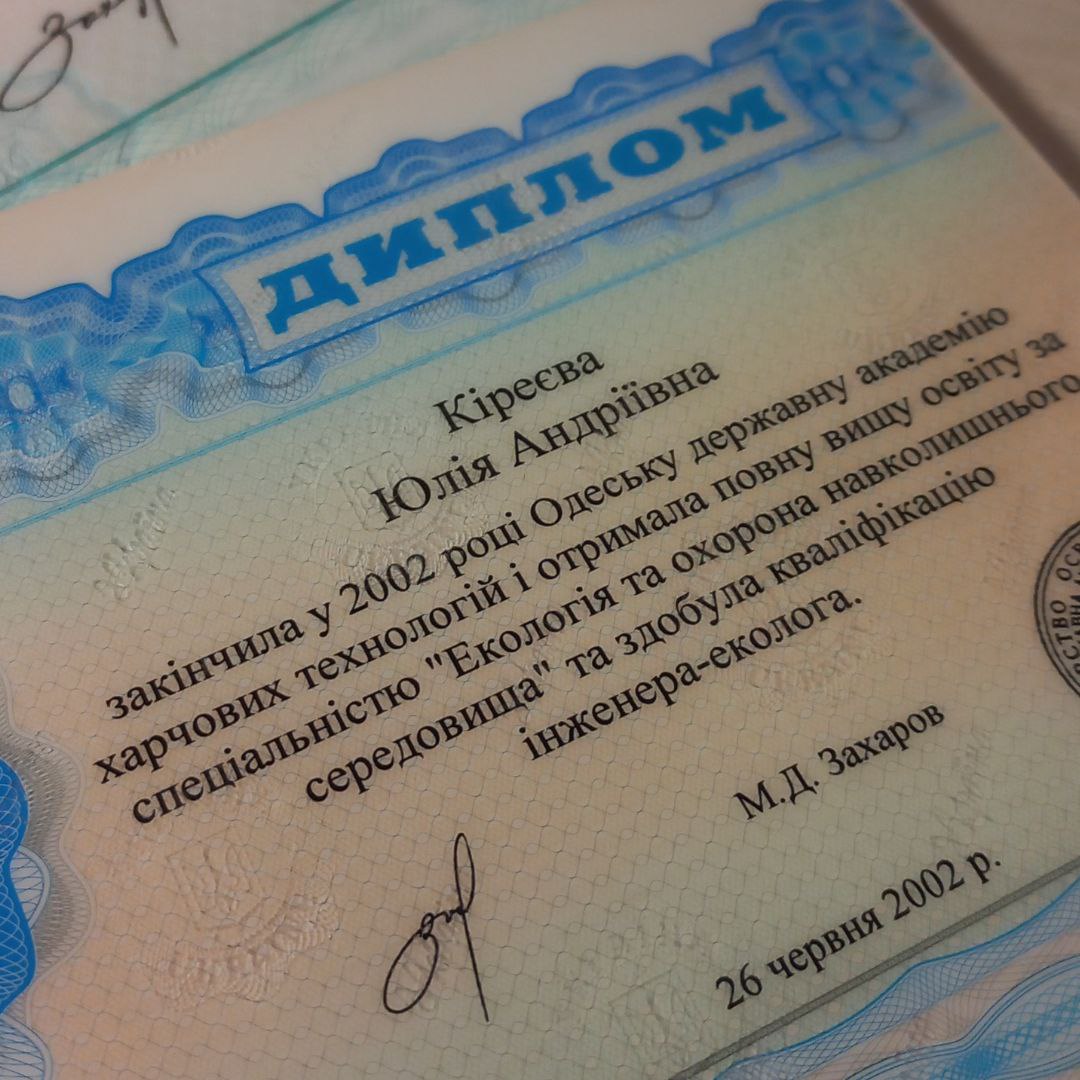 ДИПЛОМ
Кіреєва
Юлія Андріївна
закінчила у 2002 році Одеську державну академію
харчових технологій і отримала повну вищу освіту за
спеціальністю "Екологія та охорона навколишнього
середовища" та здобула кваліфікацію
інженера-еколога.
М.Д. Захаров
26 червня 2002 р.